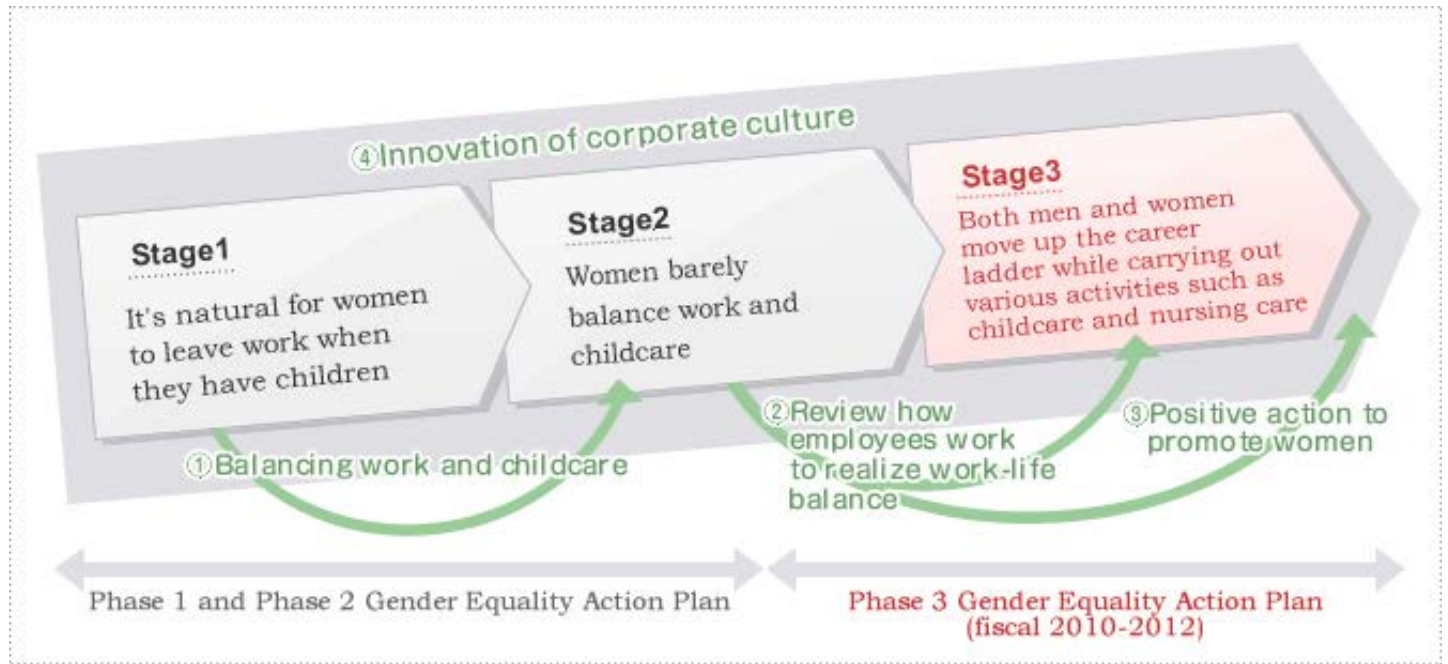 ④Innovation of corporate culture
Stage1
It's natural for women
to leave work when
they have children
Stage2
Women barely
balance work and
childcare
Stage3
Both men and women
move up the career
ladder while carrying out
various activities such as
childcare and nursing care
①Balancing work and childcare
②Review how
employees work
to realize work-life
balance
③Positive action to
promote women
Phase 1 and Phase 2 Gender Equality Action Plan
Phase 3 Gender Equality Action Plan
(fiscal 2010-2012)